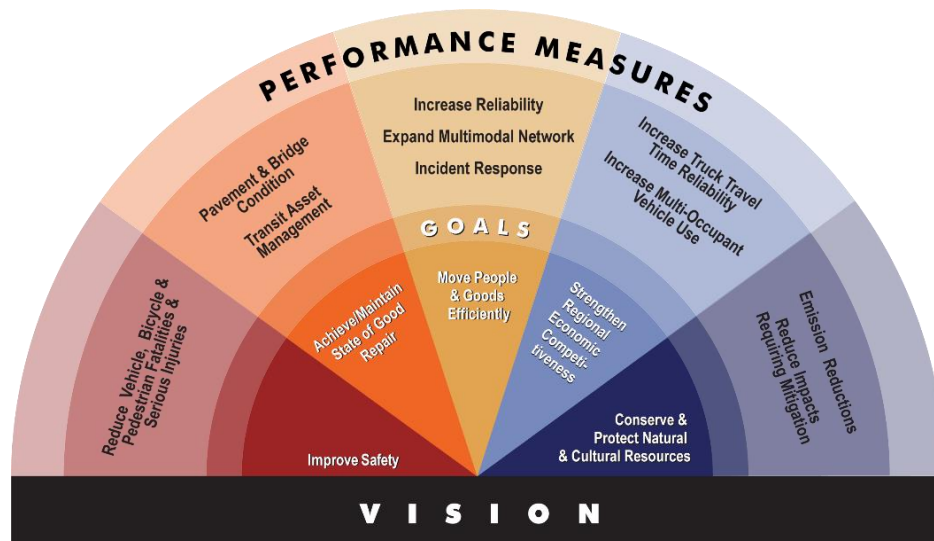 PERFORMANCE MEASURES
Reduce Vehicle, Bicycle &
Pedestrian Fatalities &
Serious Injuries
Pavement & Bridge
Condition
Transit Asset
Management
Increase Reliability
Expand Multimodal Network
Incident Response
Increase Truck Travel
Time Reliability
Increase Multi-Occupant
Vehicle Use
Emission Reductions
Reduce Impacts
Requiring Mitigation
GOALS
Improve Safety
Achieve/Maintain
State of Good
Repair
Move People
& Goods
Efficiently
Strengthen
Regional
Economic
Competi-
tiveness
Conserve &
Protect Natural
& Cultural Resources
VISION